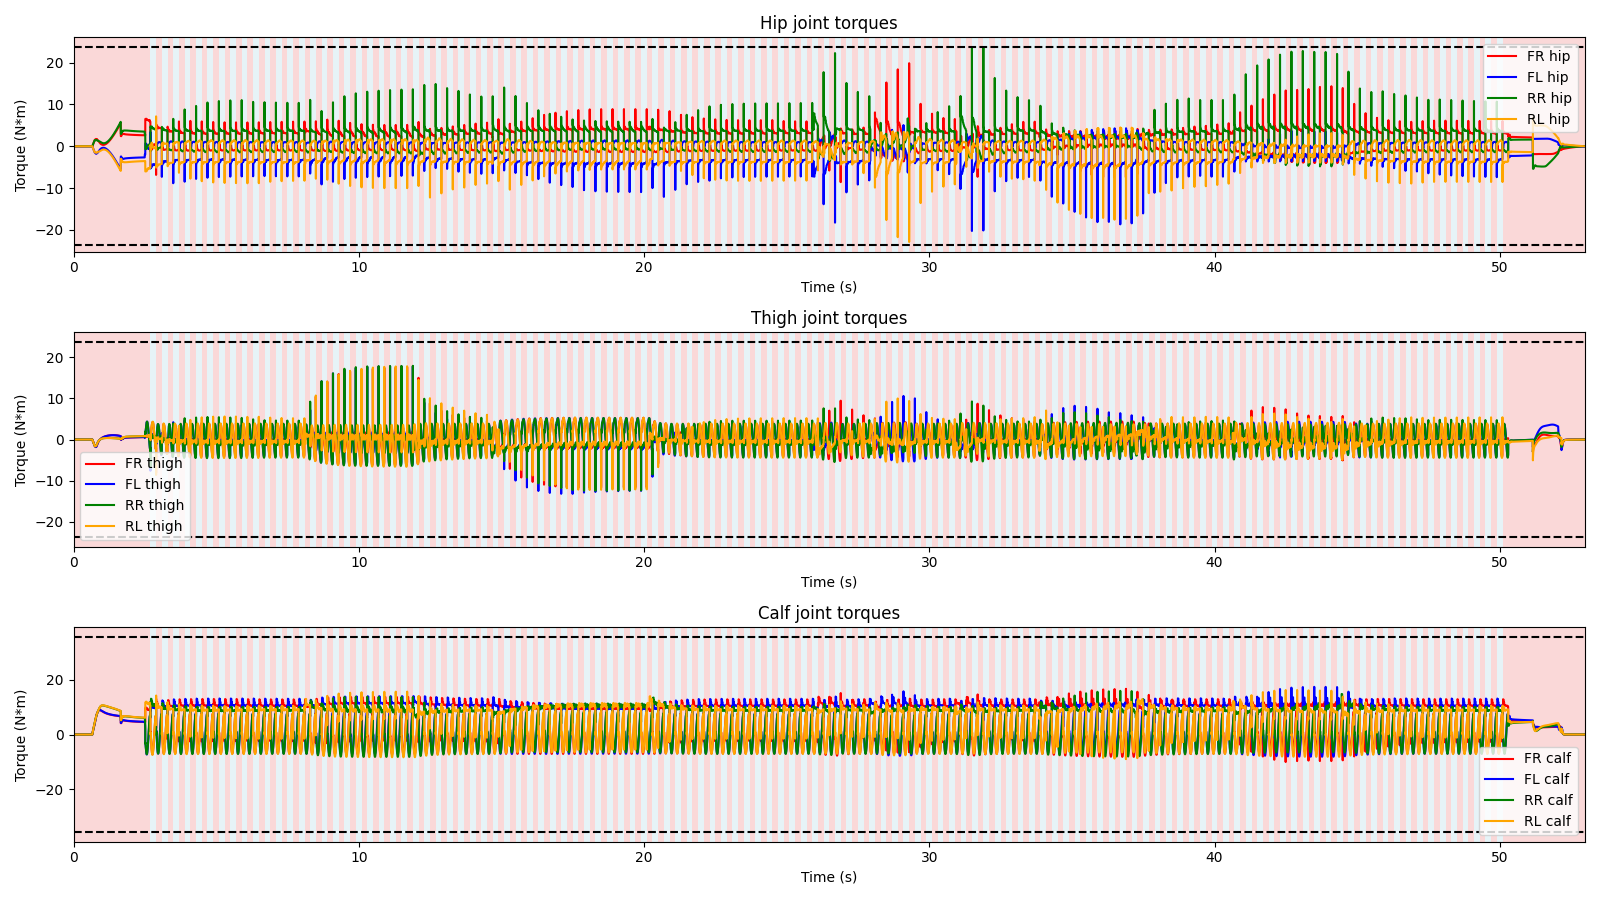 Hip joint torques
Torque (N*m)
20
10
0
−10
−20
FR hip
FL hip
RR hip
RL hip
0 10 20 30 40 50
Time (s)
Thigh joint torques
Torque (N*m)
20
10
0
−10
−20
FR thigh
FL thigh
RR thigh
RL thigh
0 10 20 30 40 50
Time (s)
Calf joint torques
Torque (N*m)
20
0
−20
FR calf
FL calf
RR calf
RL calf
0 10 20 30 40 50
Time (s)